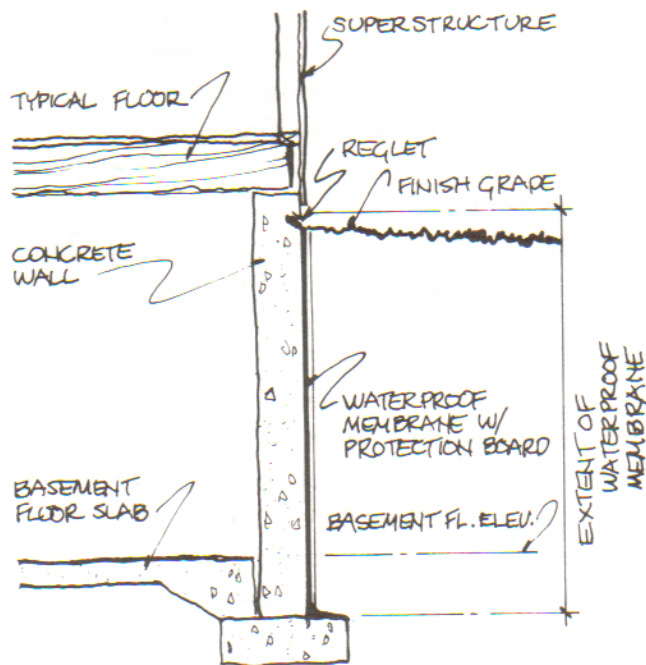 SUPERSTRUCTURE
TYPICAL FLOOR
REGLET
FINISH GRADE
CONCRETE
WALL
WATERPROOF
MEMBRANE W/
PROTECTION BOARD
EXTENT OF
WATERPROOF
MEMBRANE
BASEMENT
FLOOR SLAB
BASEMENT FL. ELEV.